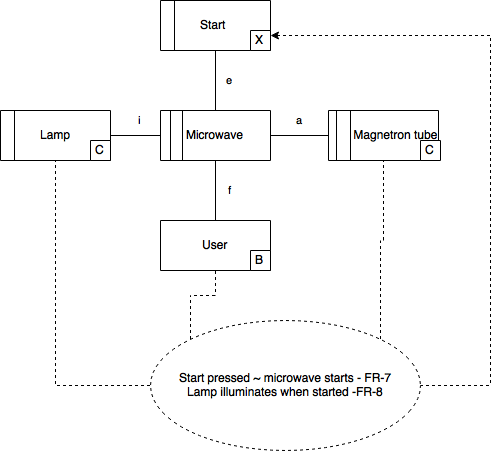 Start
X
e
Lamp
C
i
Microwave
a
Magnetron tube
C
f
User
B
Start pressed ~ microwave starts - FR-7
Lamp illuminates when started -FR-8